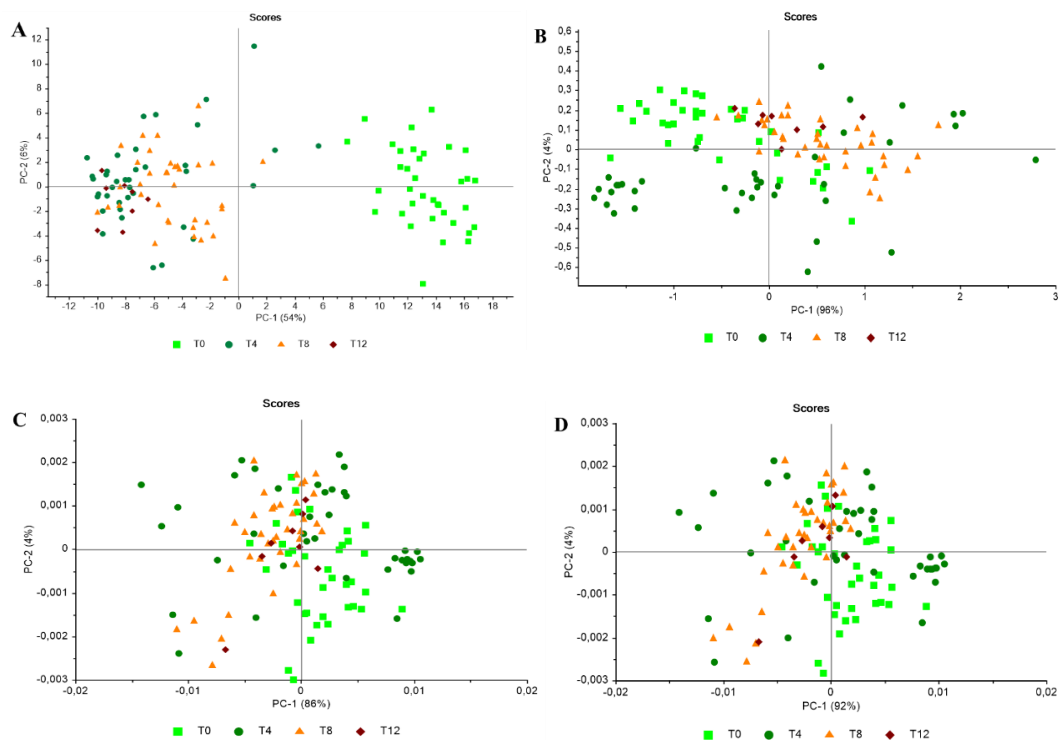 Scores
A
12
10
8
6
4
2
0
-2
-4
-6
-8
PC-2 (6%)
-12 -10 -8 -6 -4 -2 0 2 4 6 8 10 12 14 16 18
PC-1 (54%)
T0 T4 T8 T12
Scores
B
0,6
0,5
0,4
0,3
0,2
0,1
0
-0,1
-0,2
-0,3
-0,4
-0,5
-0,6
PC-2 (4%)
-1 0 1 2 3
PC-1 (96%)
T0 T4 T8 T12
Scores
C
0,003
0,002
0,001
0
-0,001
-0,002
-0,003
PC-2 (4%)
-0,02 -0,01 0 0,01 0,02
PC-1 (86%)
T0 T4 T8 T12
Scores
D
0,003
0,002
0,001
0
-0,001
-0,002
-0,003
PC-2 (4%)
-0,02 -0,01 0 0,01 0,02
PC-1 (92%)
T0 T4 T8 T12